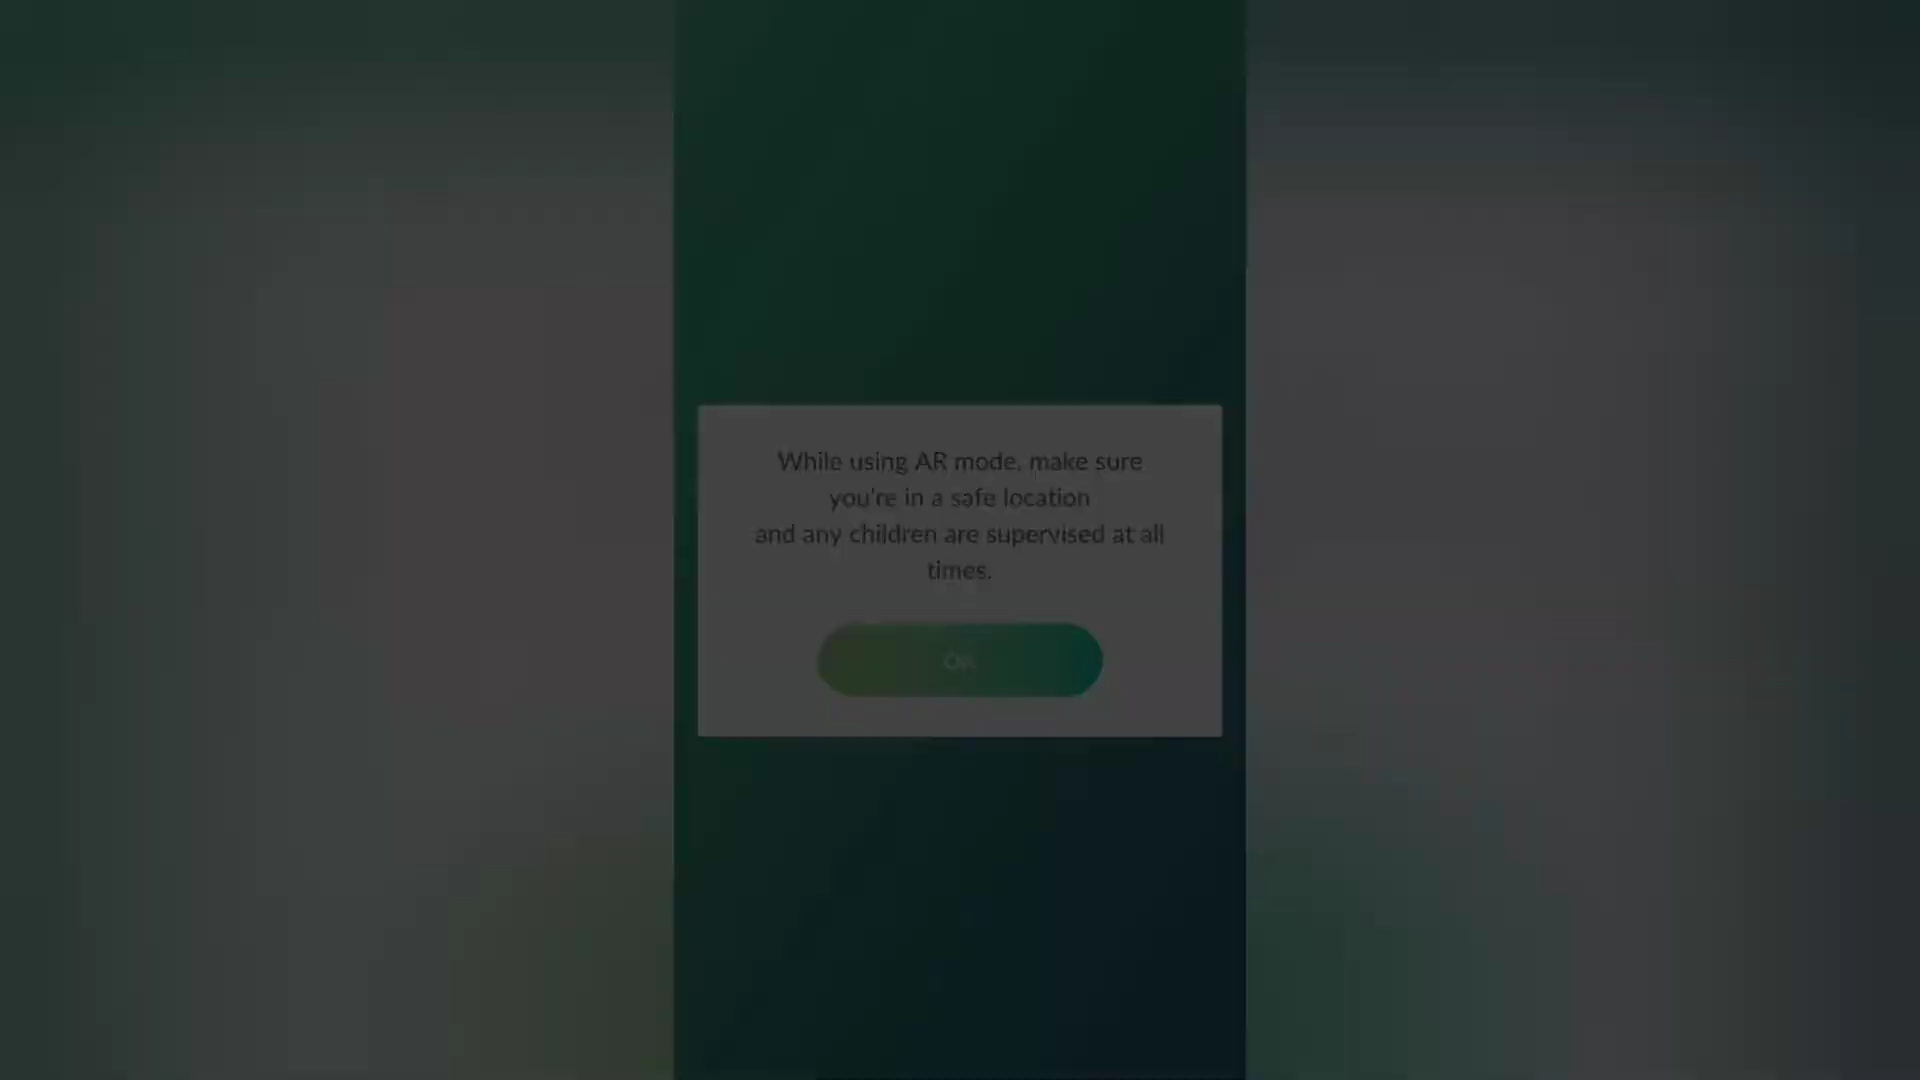 While using AR mode, make sure
you're in a safe location
and any children are supervised at all
times.
OK